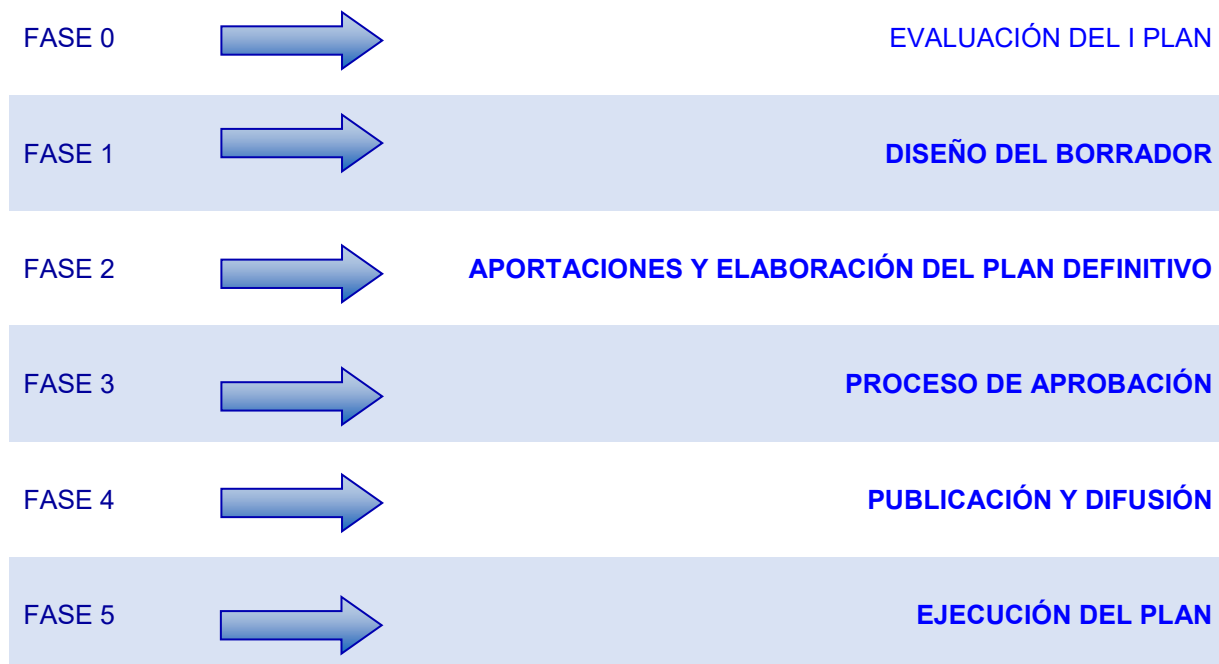 FASE 0 EVALUACIÓN DEL I PLAN
FASE 1 DISEÑO DEL BORRADOR
FASE 2 APORTACIONES Y ELABORACIÓN DEL PLAN DEFINITIVO
FASE 3 PROCESO DE APROBACIÓN
FASE 4 PUBLICACIÓN Y DIFUSIÓN
FASE 5 EJECUCIÓN DEL PLAN